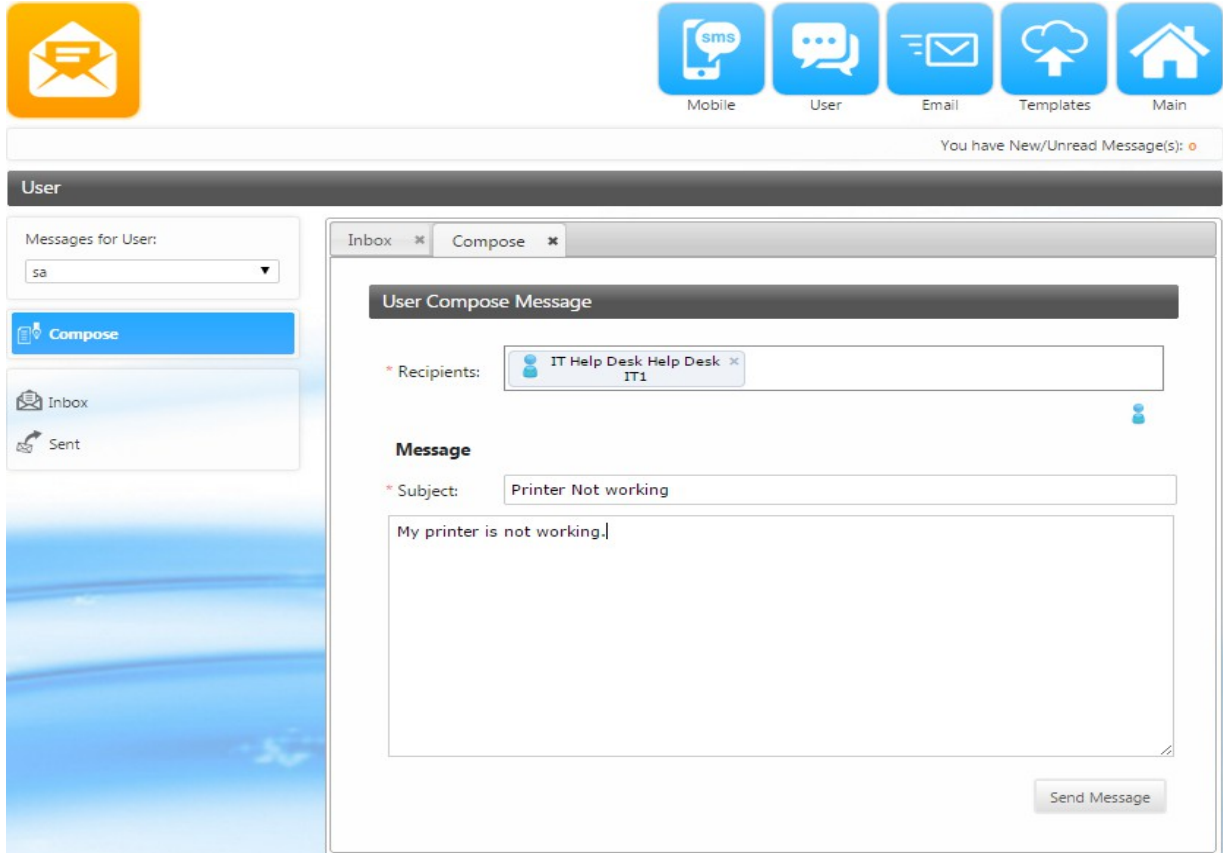 sms
Mobile
User
Email
Templates
Main
You have New/Unread Message(s): 0
User
Messages for User:
sa
Compose
Inbox
Sent
Inbox
Compose
User Compose Message
* Recipients:
IT Help Desk Help Desk
IT1
Message
* Subject:
Printer Not working
My printer is not working.
Send Message